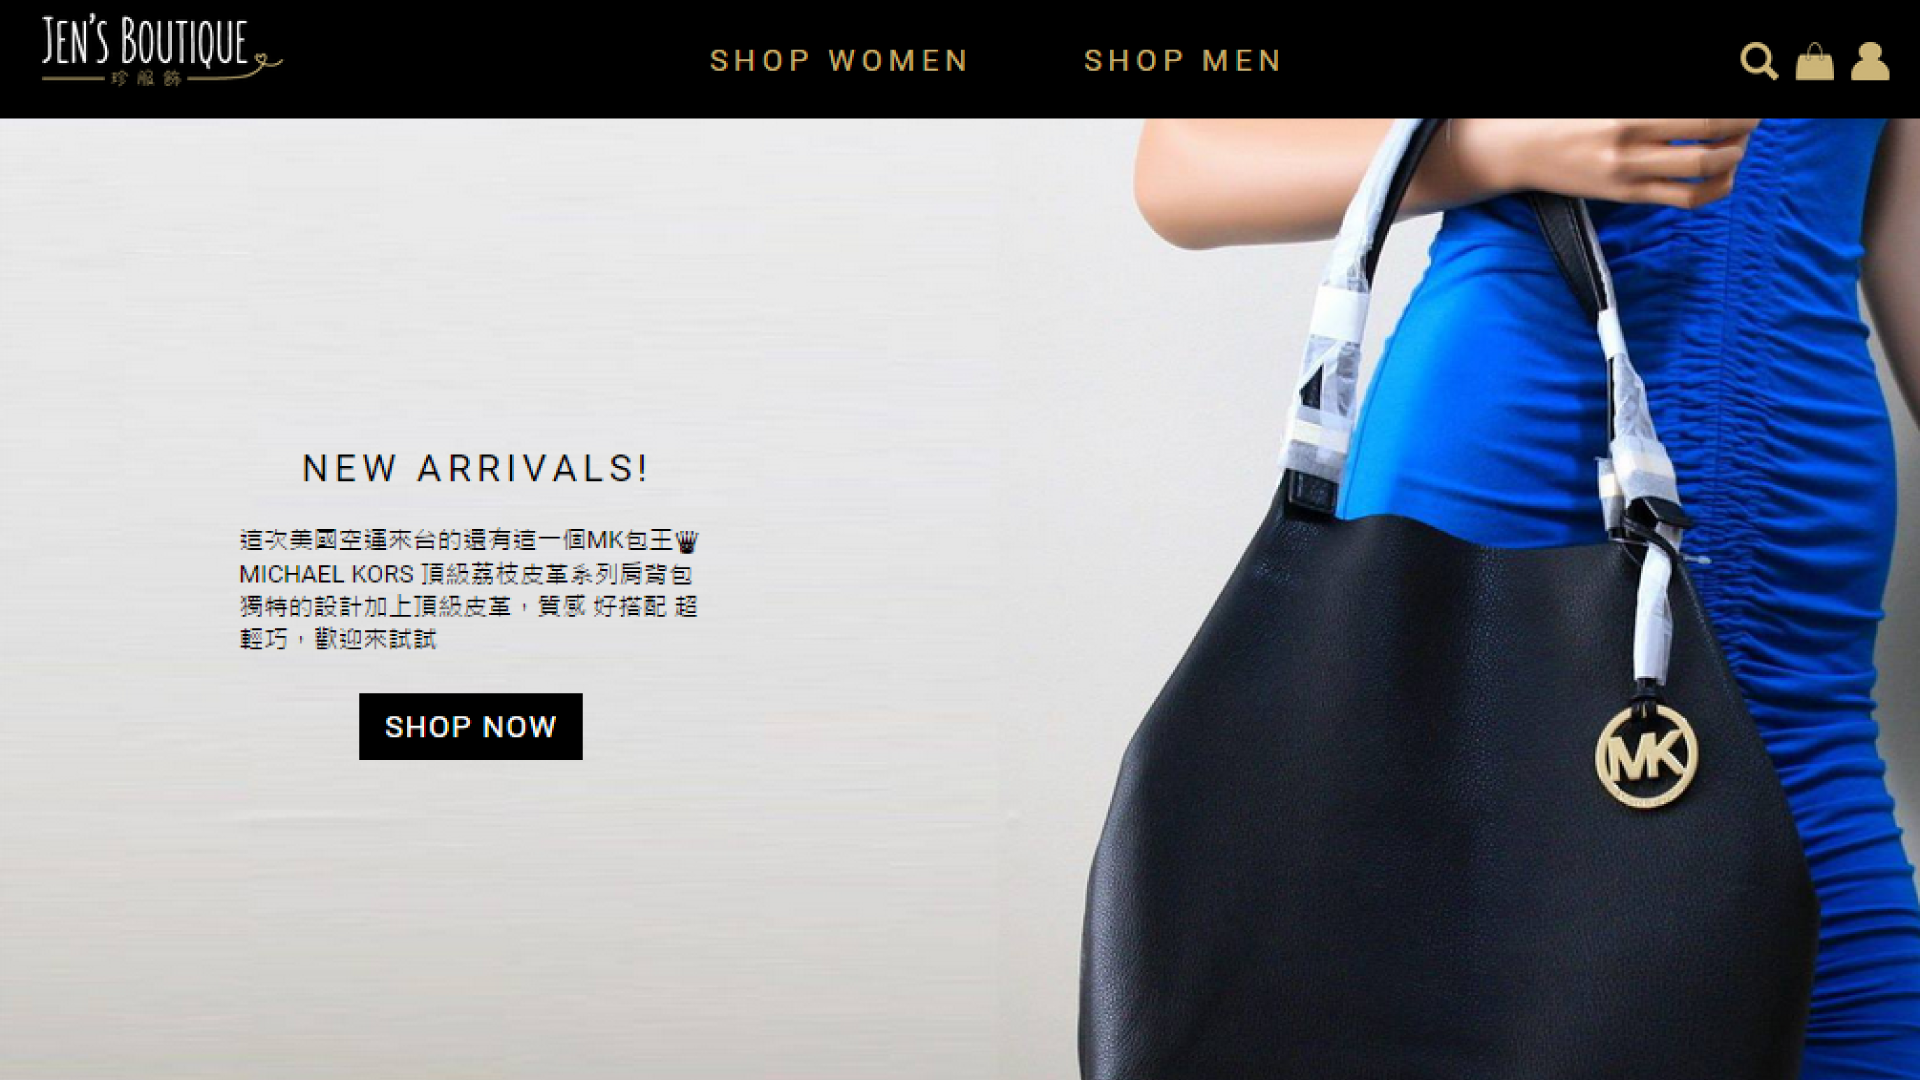 JEN'S BOUTIQUE
珍服飾
SHOP WOMEN
SHOP MEN
NEW ARRIVALS!
這次美國空運來台的還有這一個MK包王♛
MICHAEL KORS 頂級荔枝皮革系列肩背包
獨特的設計加上頂級皮革，質感 好搭配 超
輕巧，歡迎來試試
SHOP NOW
MK